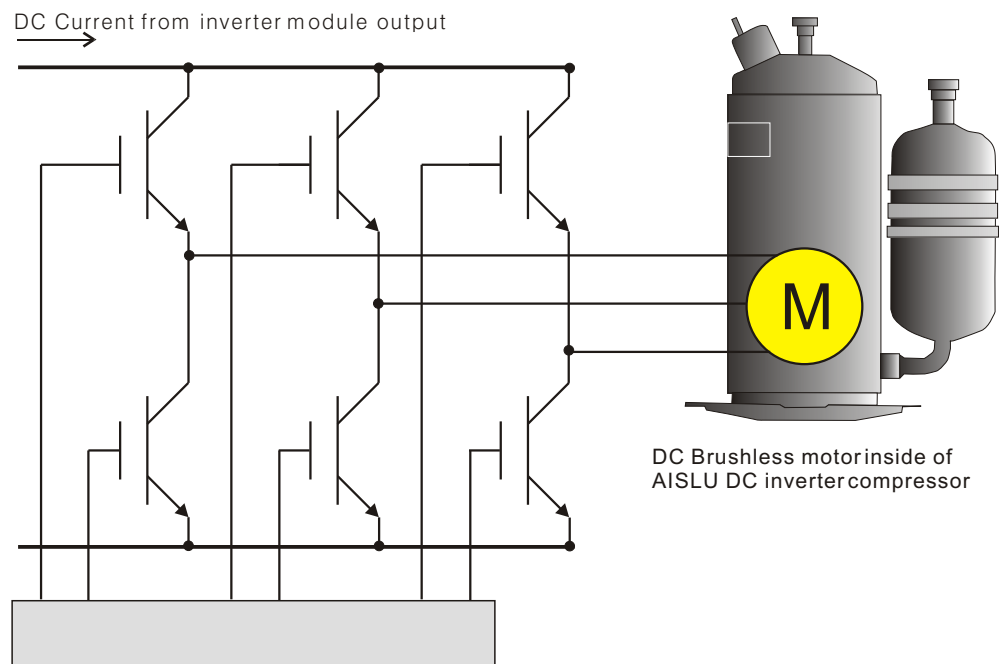 DC Current from inverter module output
M
DC Brushless motor inside of
AISLU DC inverter compressor